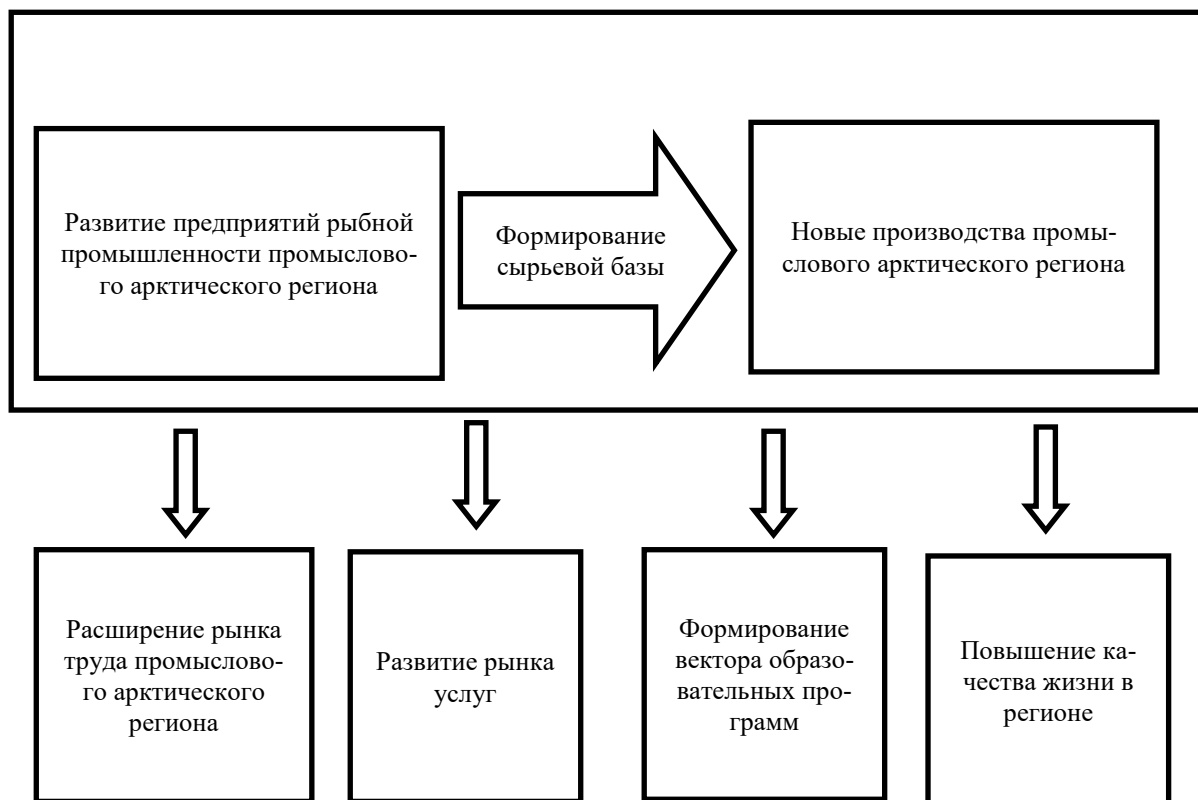 Развитие предприятий рыбной
промышленности промыслово-
го арктического региона
Формирование
сырьевой базы
Новые производства промы-
слового арктического региона
Расширение рынка
труда промыслово-
го арктического
региона
Развитие рынка
услуг
Формирование
вектора образо-
вательных про-
грамм
Повышение ка-
чества жизни в
регионе